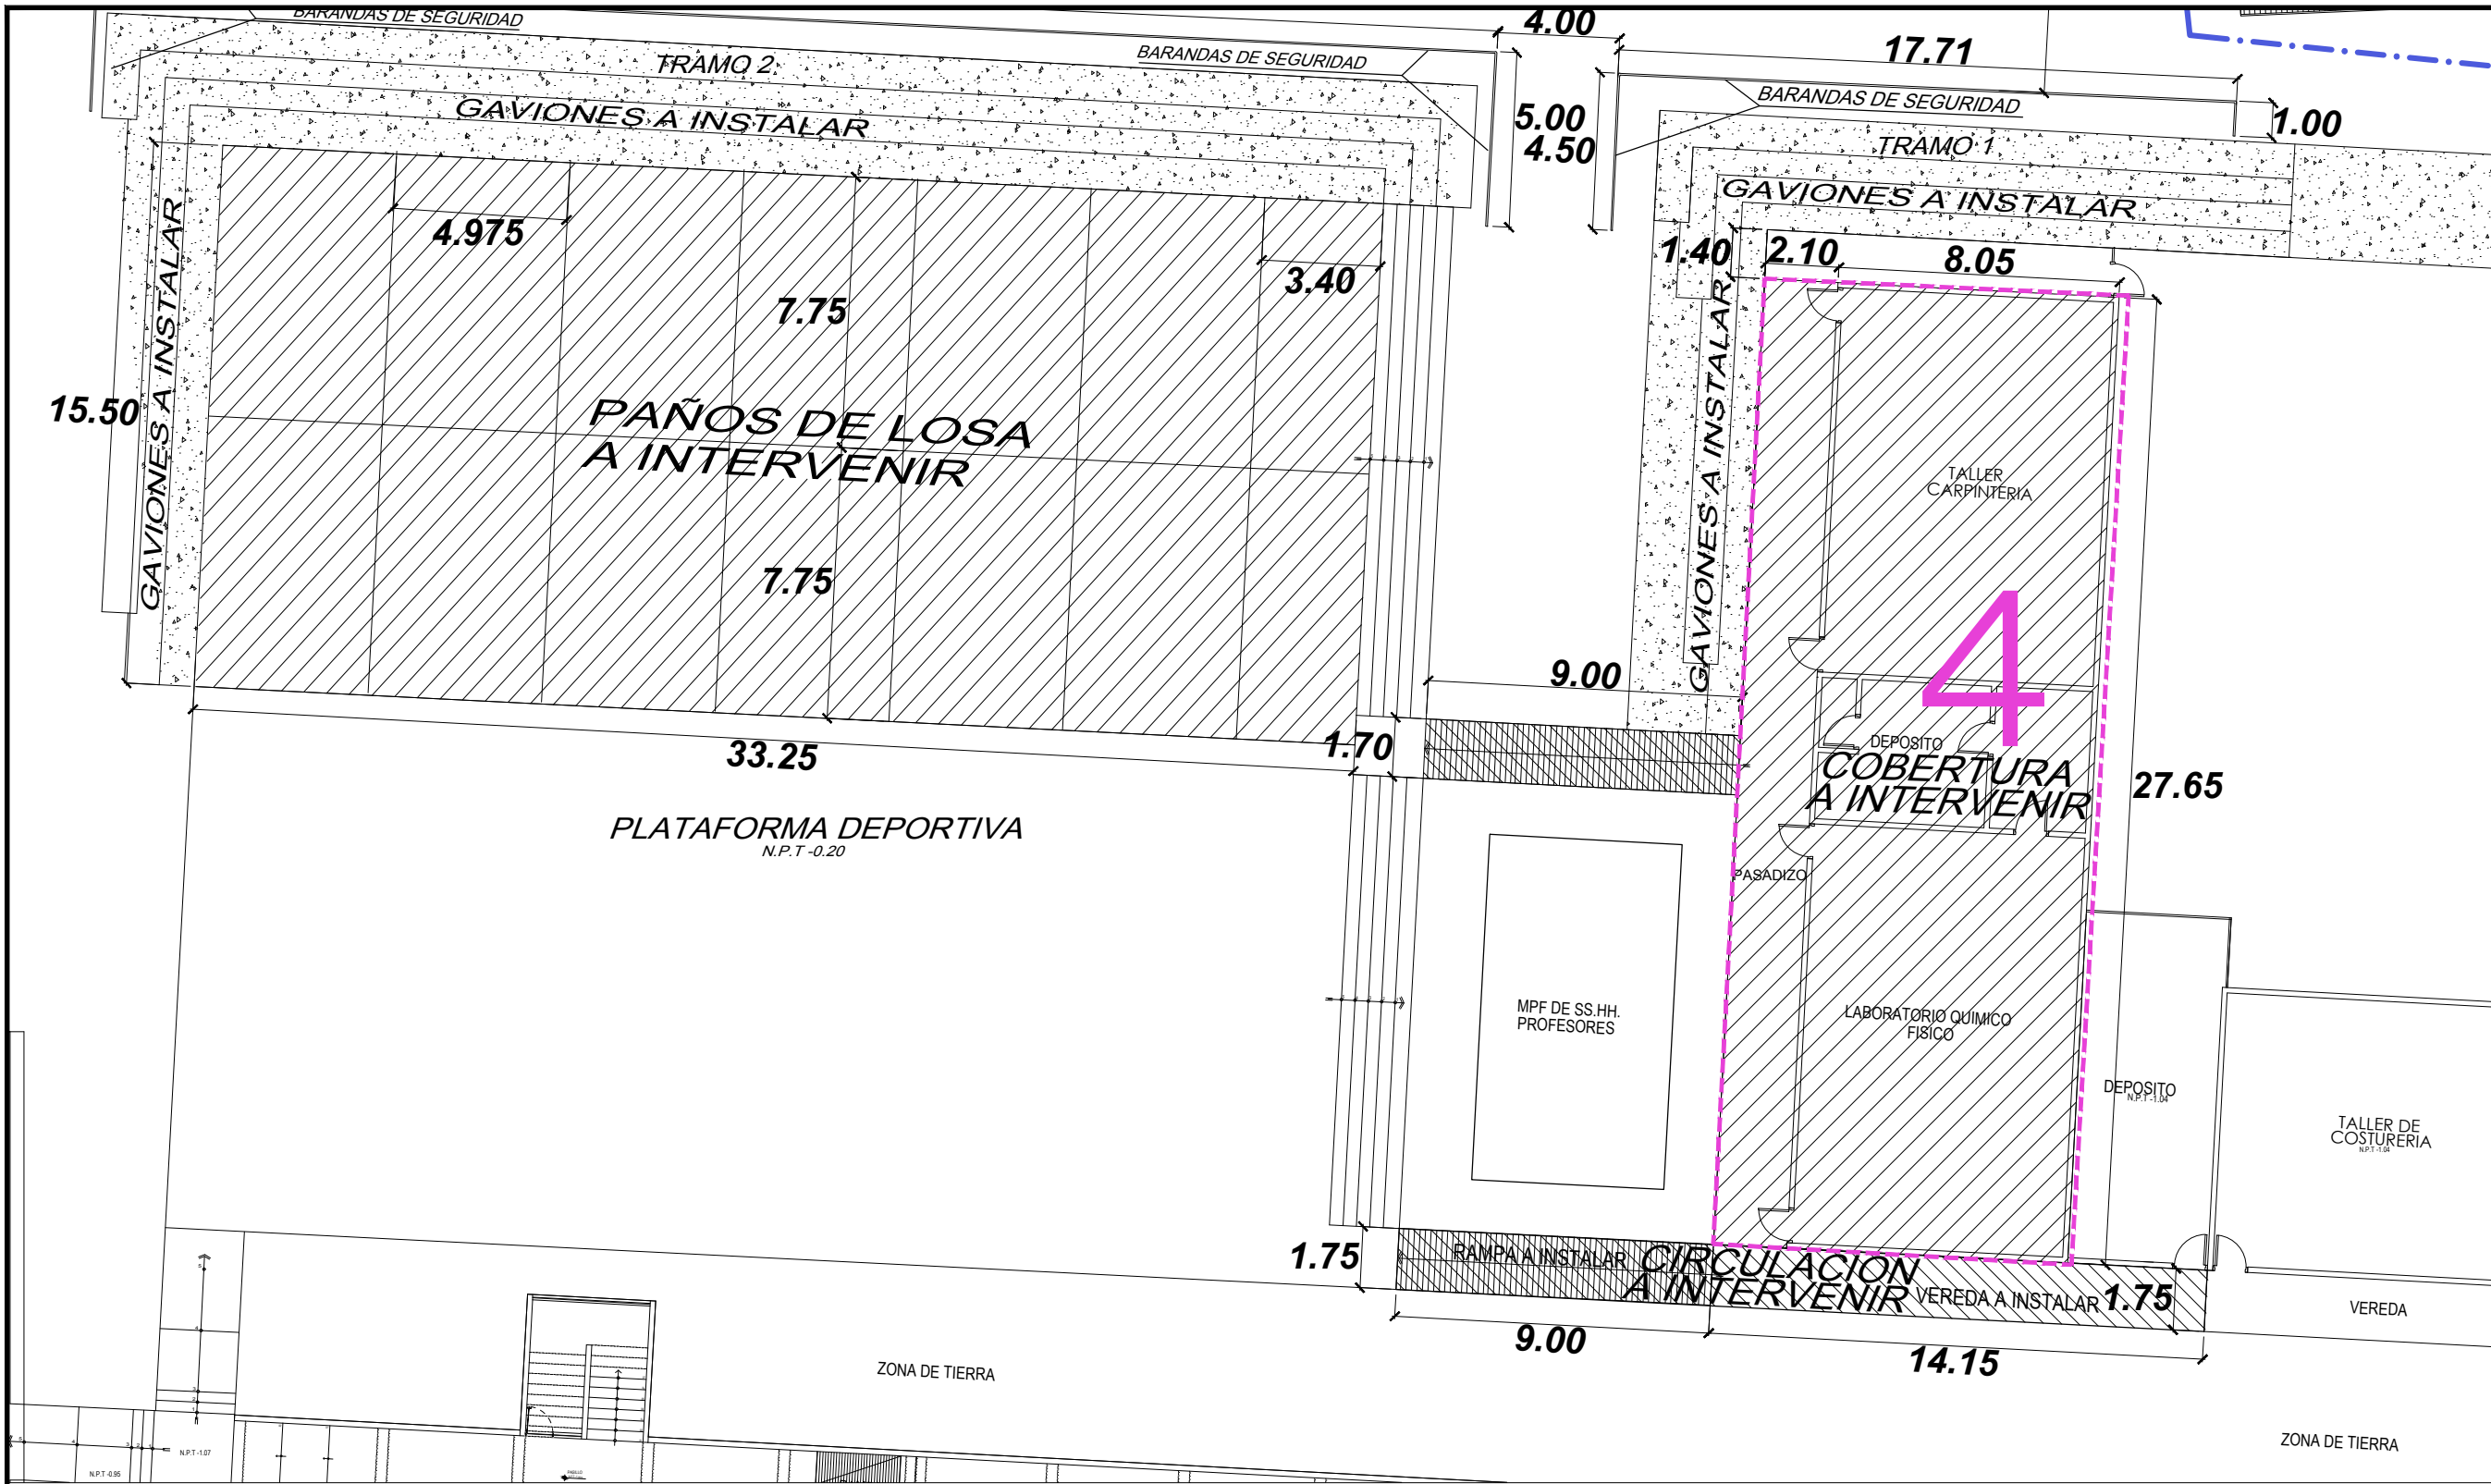 BARANDAS DE SEGURIDAD
4.00
17.71
TRAMO 2
BARANDAS DE SEGURIDAD
BARANDAS DE SEGURIDAD
GAVIONES A INSTALAR
5.00
4.50
1.00
TRAMO 1
GAVIONES A INSTALAR
4.975
1.40
2.10
8.05
3.40
7.75
GAVIONES A INSTALAR
GAVIONES A INSTALAR
15.50
PAÑOS DE LOSA
A INTERVENIR
TALLER
CARPINTERIA
7.75
4
9.00
33.25
1.70
DEPOSITO
COBERTURA
A INTERVENIR
27.65
PLATAFORMA DEPORTIVA
N.P.T -0.20
PASADIZO
MPF DE SS.HH.
PROFESORES
LABORATORIO QUIMICO
FISICO
DEPOSITO
N.P.T -1.04
TALLER DE
COSTURERIA
N.P.T -1.04
1.75
RAMPA A INSTALAR
CIRCULACION
A INTERVENIR
VEREDA A INSTALAR
1.75
VEREDA
9.00
14.15
ZONA DE TIERRA
ZONA DE TIERRA
N.P.T -1.07
N.P.T -0.95